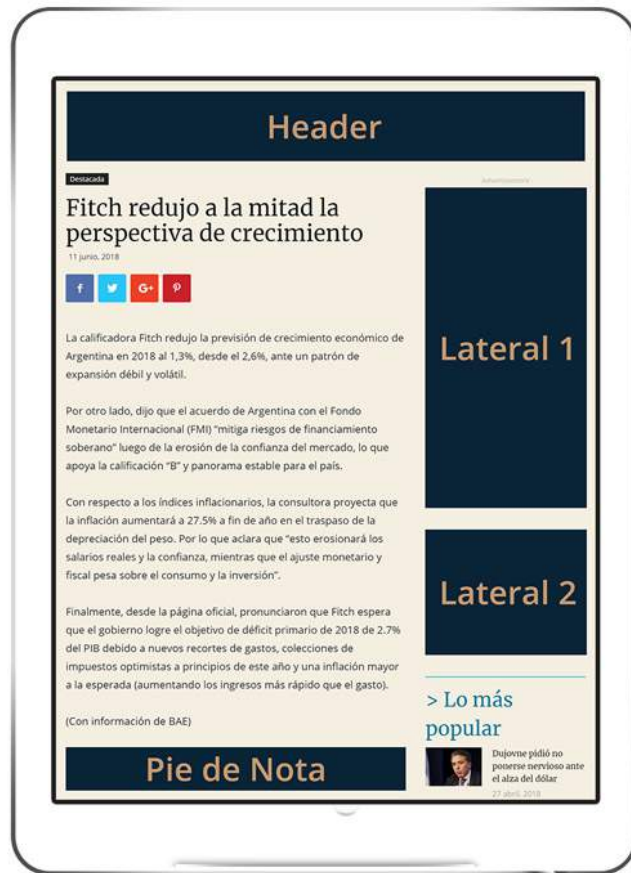 Header
Destacada
Advertisement
Fitch redujo a la mitad la
perspectiva de crecimiento
11 junio, 2018
f
G+
Lateral 1
La calificadora Fitch redujo la previsión de crecimiento económico de
Argentina en 2018 al 1,3%, desde el 2,6%, ante un patrón de
expansión débil y volátil.
Por otro lado, dijo que el acuerdo de Argentina con el Fondo
Monetario Internacional (FMI) “mitiga riesgos de financiamiento
soberano” luego de la erosión de la confianza del mercado, lo que
apoya la calificación “B” y panorama estable para el país.
Con respecto a los índices inflacionarios, la consultora proyecta que
la inflación aumentará a 27.5% a fin de año en el traspaso de la
depreciación del peso. Por lo que aclara que “esto erosionará los
salarios reales y la confianza, mientras que el ajuste monetario y
fiscal pesa sobre el consumo y la inversión”.
Finalmente, desde la página oficial, pronunciaron que Fitch espera
que el gobierno logre el objetivo de déficit primario de 2018 de 2.7%
del PIB debido a nuevos recortes de gastos, colecciones de
impuestos optimistas a principios de este año y una inflación mayor
a la esperada (aumentando los ingresos más rápido que el gasto).
(Con información de BAE)
Pie de Nota
Lateral 2
> Lo más
popular
Dujovne pidió no
ponerse nervioso ante
el alza del dólar
27 abril, 2018